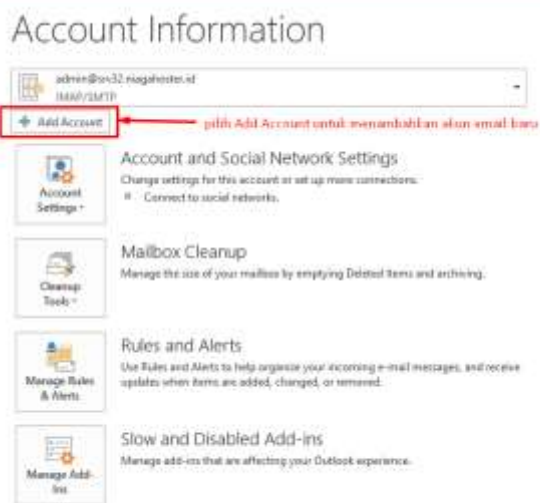 Account Information
admin@srv32.niagahoster.id
IMAP/SMTP
Add Account
pilih Add Account untuk menambahkan akun email baru
Account Settings
Account and Social Network Settings
Change settings for this account or set up more connections.
Connect to social networks.
Cleanup Tools
Mailbox Cleanup
Manage the size of your mailbox by emptying Deleted Items and archiving.
Manage Rules & Alerts
Rules and Alerts
Use Rules and Alerts to help organize your incoming e-mail messages, and receive
updates when items are added, changed, or removed.
Manage Add-Ins
Slow and Disabled Add-ins
Manage add-ins that are affecting your Outlook experience.